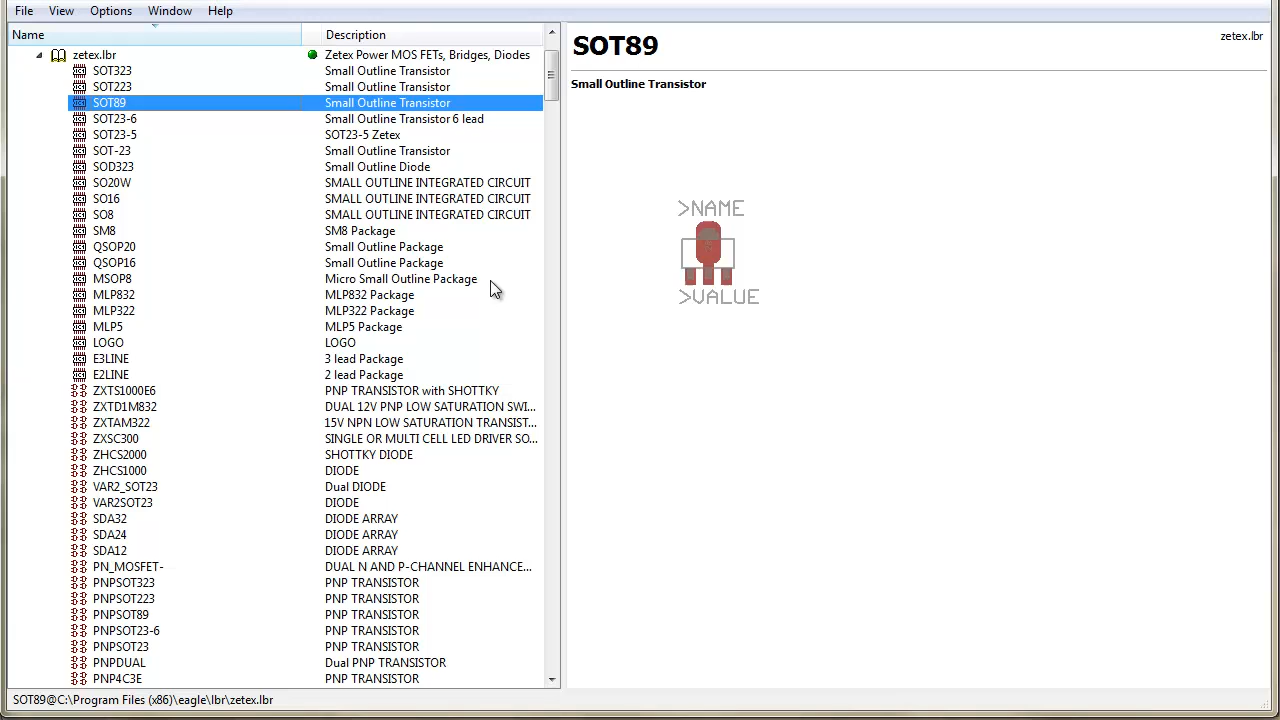 File View Options Window Help
Name Description
zetex.lbr Zetex Power MOS FETs, Bridges, Diodes
SOT323 Small Outline Transistor
SOT223 Small Outline Transistor
SOT89 Small Outline Transistor
SOT23-6 Small Outline Transistor 6 lead
SOT23-5 SOT23-5 Zetex
SOT-23 Small Outline Transistor
SOD323 Small Outline Diode
SO20W SMALL OUTLINE INTEGRATED CIRCUIT
SO16 SMALL OUTLINE INTEGRATED CIRCUIT
SO8 SMALL OUTLINE INTEGRATED CIRCUIT
SM8 SM8 Package
QSOP20 Small Outline Package
QSOP16 Small Outline Package
MSOP8 Micro Small Outline Package
MLP832 MLP832 Package
MLP322 MLP322 Package
MLP5 MLP5 Package
LOGO LOGO
E3LINE 3 lead Package
E2LINE 2 lead Package
ZXTS1000E6 PNP TRANSISTOR with SHOTTKY
ZXTD1M832 DUAL 12V PNP LOW SATURATION SWI...
ZXTAM322 15V NPN LOW SATURATION TRANSIST...
ZXSC300 SINGLE OR MULTI CELL LED DRIVER SO...
ZHCS2000 SHOTTKY DIODE
ZHCS1000 DIODE
VAR2_SOT23 Dual DIODE
VAR2SOT23 DIODE
SDA32 DIODE ARRAY
SDA24 DIODE ARRAY
SDA12 DIODE ARRAY
PN_MOSFET- DUAL N AND P-CHANNEL ENHANCE...
PNPSOT323 PNP TRANSISTOR
PNPSOT223 PNP TRANSISTOR
PNPSOT89 PNP TRANSISTOR
PNPSOT23-6 PNP TRANSISTOR
PNPSOT23 PNP TRANSISTOR
PNPDUAL Dual PNP TRANSISTOR
PNP4C3E PNP TRANSISTOR
SOT89 zetex.lbr
Small Outline Transistor
>NAME
>VALUE
SOT89@C:\Program Files (x86)\eagle\lbr\zetex.lbr